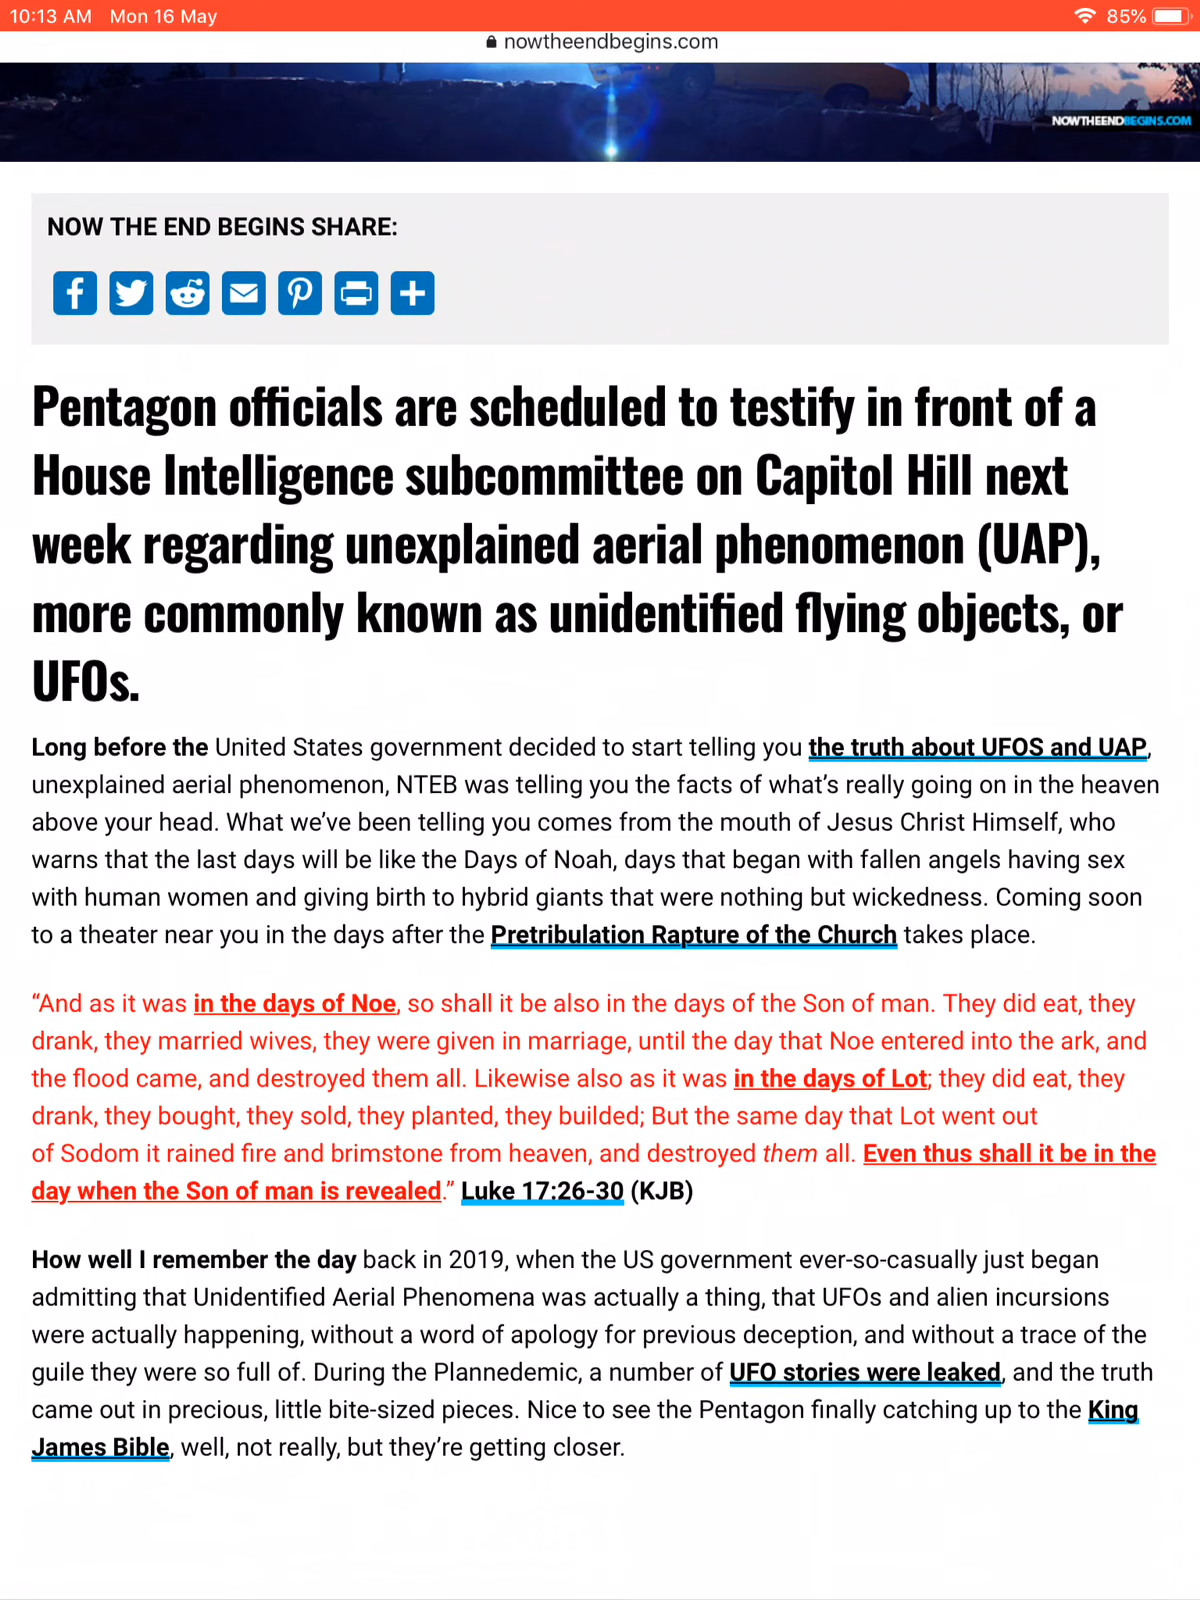 10:13 AM Mon 16 May
85%
nowtheendbegins.com
NOWTHEENDBEGINS.COM
NOW THE END BEGINS SHARE:
Pentagon officials are scheduled to testify in front of a
House Intelligence subcommittee on Capitol Hill next
week regarding unexplained aerial phenomenon (UAP),
more commonly known as unidentified flying objects, or
UFOs.
Long before the United States government decided to start telling you the truth about UFOS and UAP,
unexplained aerial phenomenon, NTEB was telling you the facts of what’s really going on in the heaven
above your head. What we’ve been telling you comes from the mouth of Jesus Christ Himself, who
warns that the last days will be like the Days of Noah, days that began with fallen angels having sex
with human women and giving birth to hybrid giants that were nothing but wickedness. Coming soon
to a theater near you in the days after the Pretribulation Rapture of the Church takes place.
“And as it was in the days of Noe, so shall it be also in the days of the Son of man. They did eat, they
drank, they married wives, they were given in marriage, until the day that Noe entered into the ark, and
the flood came, and destroyed them all. Likewise also as it was in the days of Lot; they did eat, they
drank, they bought, they sold, they planted, they builded; But the same day that Lot went out
of Sodom it rained fire and brimstone from heaven, and destroyed them all. Even thus shall it be in the
day when the Son of man is revealed.” Luke 17:26-30 (KJB)
How well I remember the day back in 2019, when the US government ever-so-casually just began
admitting that Unidentified Aerial Phenomena was actually a thing, that UFOs and alien incursions
were actually happening, without a word of apology for previous deception, and without a trace of the
guile they were so full of. During the Plannedemic, a number of UFO stories were leaked, and the truth
came out in precious, little bite-sized pieces. Nice to see the Pentagon finally catching up to the King
James Bible, well, not really, but they’re getting closer.